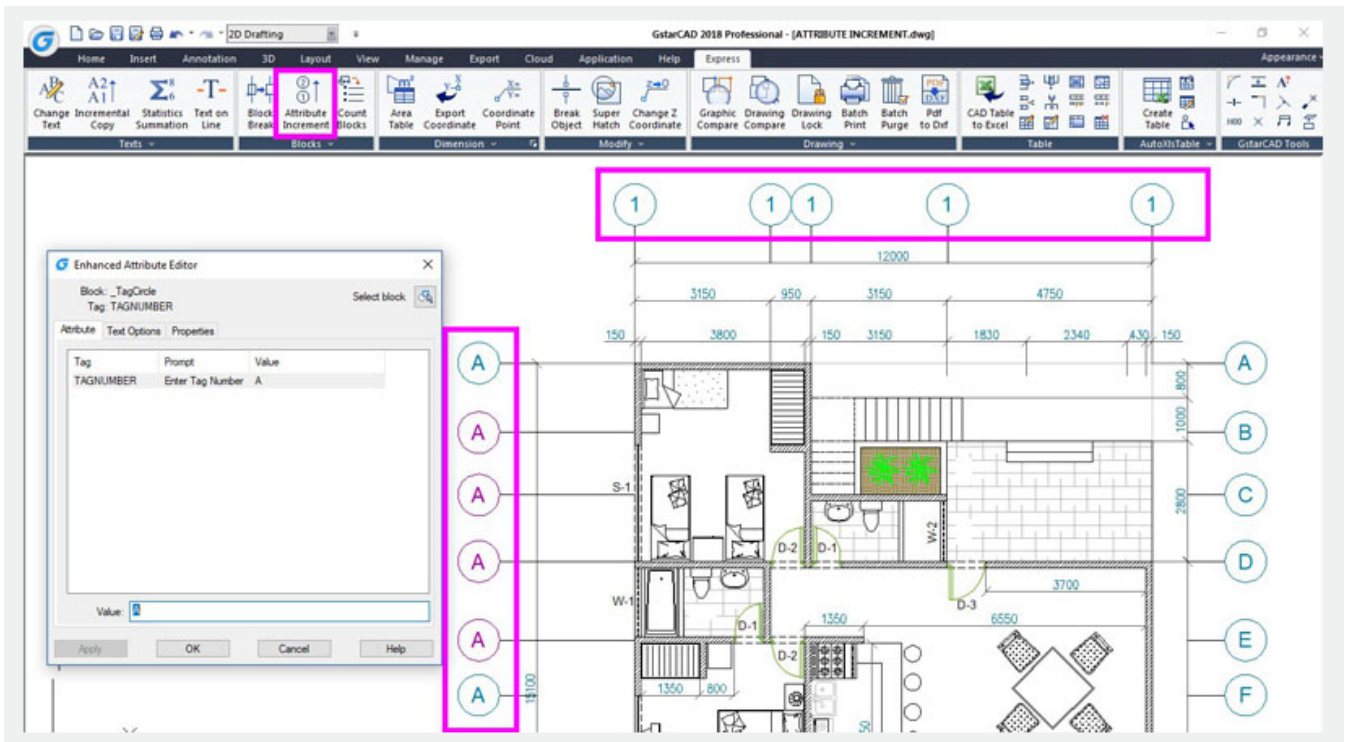 2D Drafting
GstarCAD 2018 Professional - [ATTRIBUTE INCREMENT.dwg]
Home Insert Annotation 3D Layout View Manage Export Cloud Application Help Express Appearance
Change Text
Incremental Copy
Statistics Summation
Text on Line
Block Break
Attribute Increment
Count Blocks
Area Table
Export Coordinate
Coordinate Point
Break Object
Super Hatch
Change Z Coordinate
Graphic Compare
Drawing Compare
Drawing Lock
Batch Print
Batch Purge
Pdf to Dxf
CAD Table to Excel
Create Table
Texts Blocks Dimension Modify Drawing Table AutoXlsTable GstarCAD Tools
1 1 1 1 1
12000
3150 950 3150 4750
150 3800 150 3150 1830 2340 430 150
Enhanced Attribute Editor
Block: _TagCircle
Tag: TAGNUMBER
Select block
Attribute Text Options Properties
Tag Prompt Value
TAGNUMBER Enter Tag Number A
Value: A
Apply OK Cancel Help
A A
800
1000
A B
A C
S-1
2800
W-2
D-2 D-1
A D
3700
D-3
W-1
D-1
1350 6550
A E
D-2
1350 800
A F
15100